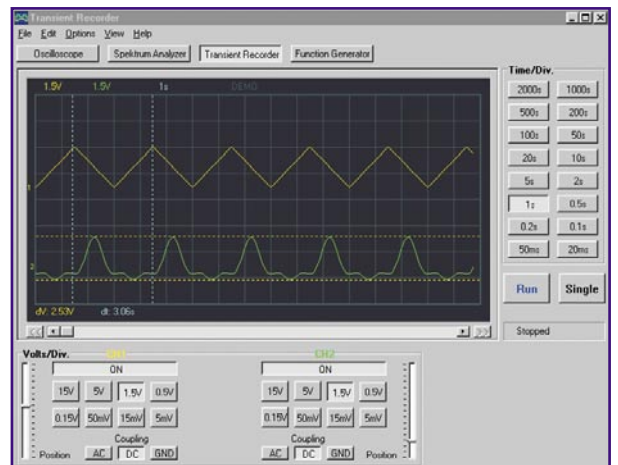 Transient Recorder
File Edit Options View Help
Oscilloscope Spektrum Analyzer Transient Recorder Function Generator
1.5V 1.5V 1s DEMO
1
2
dV: 2.53V dt: 3.06s
Time/Div.
2000s 1000s
500s 200s
100s 50s
20s 10s
5s 2s
1s 0.5s
0.2s 0.1s
50ms 20ms
Run Single
Stopped
Volts/Div. CH1 CH2
ON ON
15V 5V 1.5V 0.5V 15V 5V 1.5V 0.5V
0.15V 50mV 15mV 5mV 0.15V 50mV 15mV 5mV
Coupling Coupling
Position AC DC GND AC DC GND Position